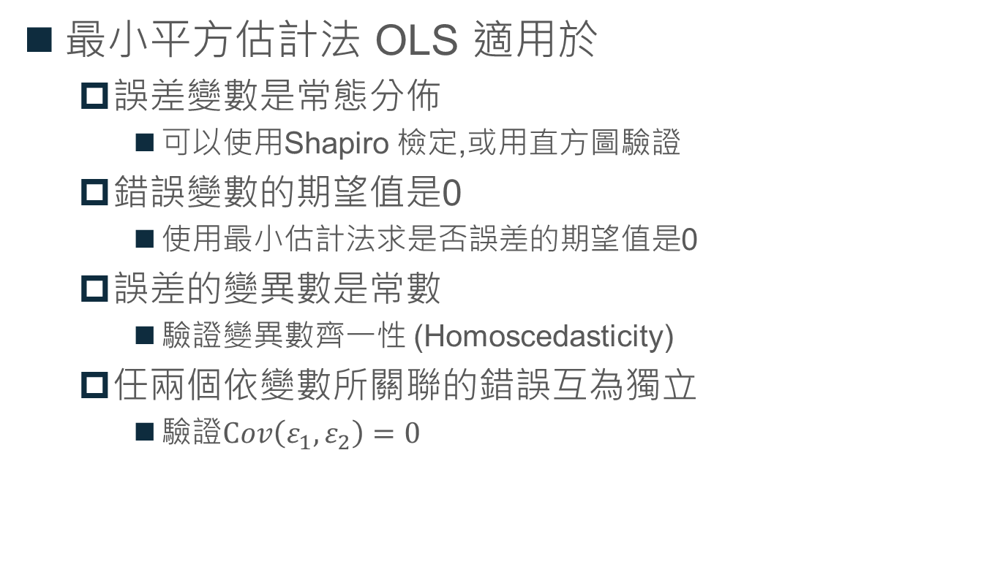 最小平方估計法 OLS 適用於
誤差變數是常態分佈
可以使用Shapiro 檢定,或用直方圖驗證
錯誤變數的期望值是0
使用最小估計法求是否誤差的期望值是0
誤差的變異數是常數
驗證變異數齊一性 (Homoscedasticity)
任兩個依變數所關聯的錯誤互為獨立
驗證Cov(ε₁, ε₂) = 0